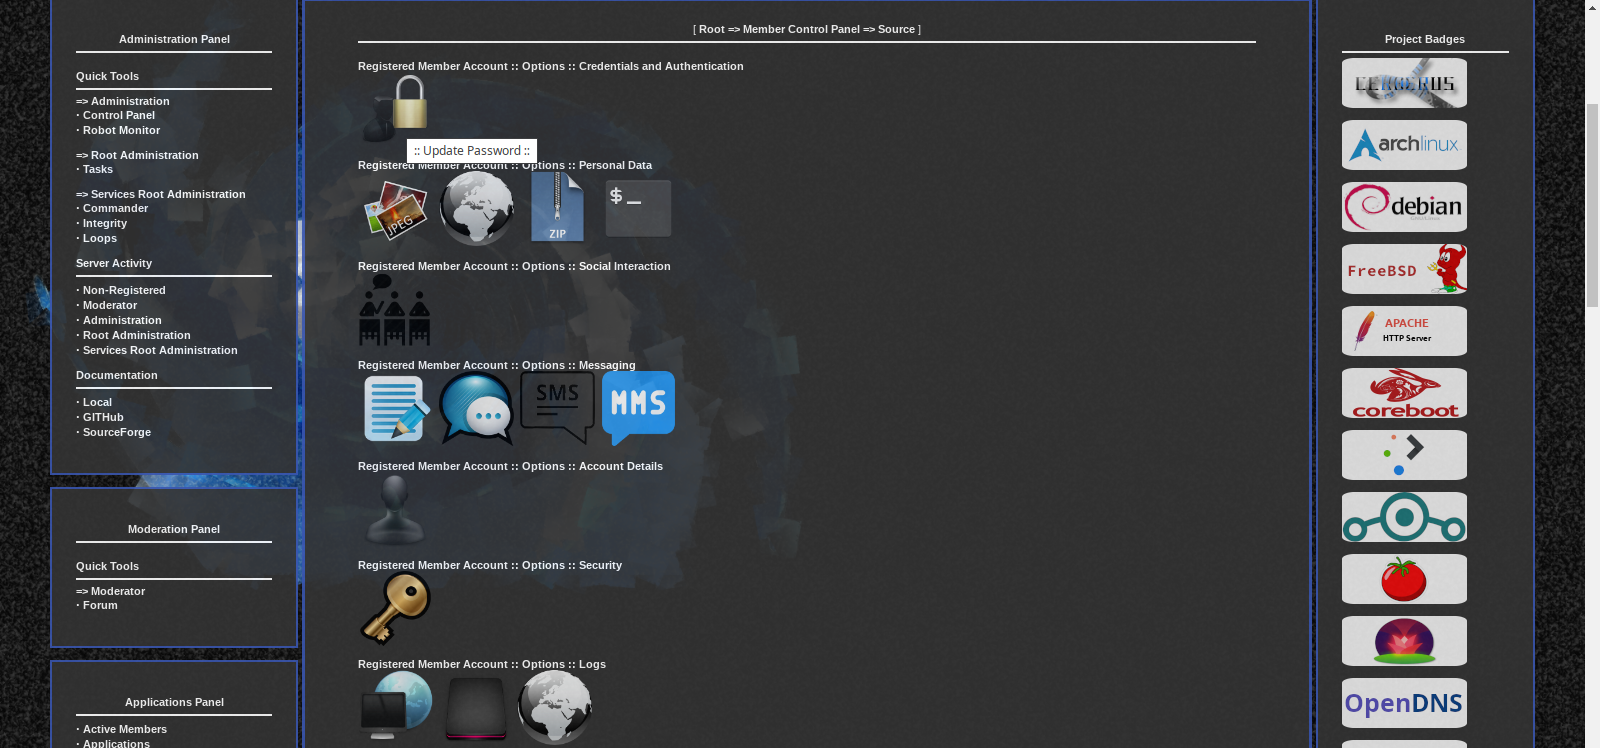 Administration Panel
Quick Tools
=> Administration
· Control Panel
· Robot Monitor
=> Root Administration
· Tasks
=> Services Root Administration
· Commander
· Integrity
· Loops
Server Activity
· Non-Registered
· Moderator
· Administration
· Root Administration
· Services Root Administration
Documentation
· Local
· GITHub
· SourceForge
Moderation Panel
Quick Tools
=> Moderator
· Forum
Applications Panel
· Active Members
· Applications
[ Root => Member Control Panel => Source ]
Registered Member Account :: Options :: Credentials and Authentication
:: Update Password ::
Registered Member Account :: Options :: Personal Data
JPEG
ZIP
$_
Registered Member Account :: Options :: Social Interaction
Registered Member Account :: Options :: Messaging
SMS
MMS
Registered Member Account :: Options :: Account Details
Registered Member Account :: Options :: Security
Registered Member Account :: Options :: Logs
Project Badges
CERBERUS
archlinux
debian
FreeBSD
APACHE
HTTP Server
coreboot
OpenDNS